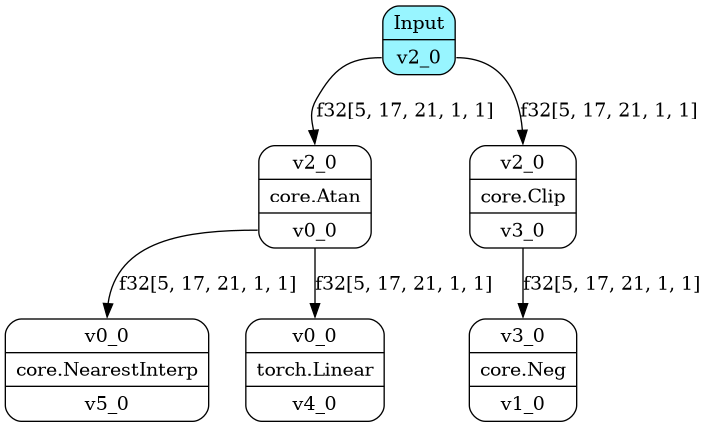 Input
v2_0
f32[5, 17, 21, 1, 1]
f32[5, 17, 21, 1, 1]
v2_0
core.Atan
v0_0
v2_0
core.Clip
v3_0
f32[5, 17, 21, 1, 1]
f32[5, 17, 21, 1, 1]
f32[5, 17, 21, 1, 1]
v0_0
core.NearestInterp
v5_0
v0_0
torch.Linear
v4_0
v3_0
core.Neg
v1_0